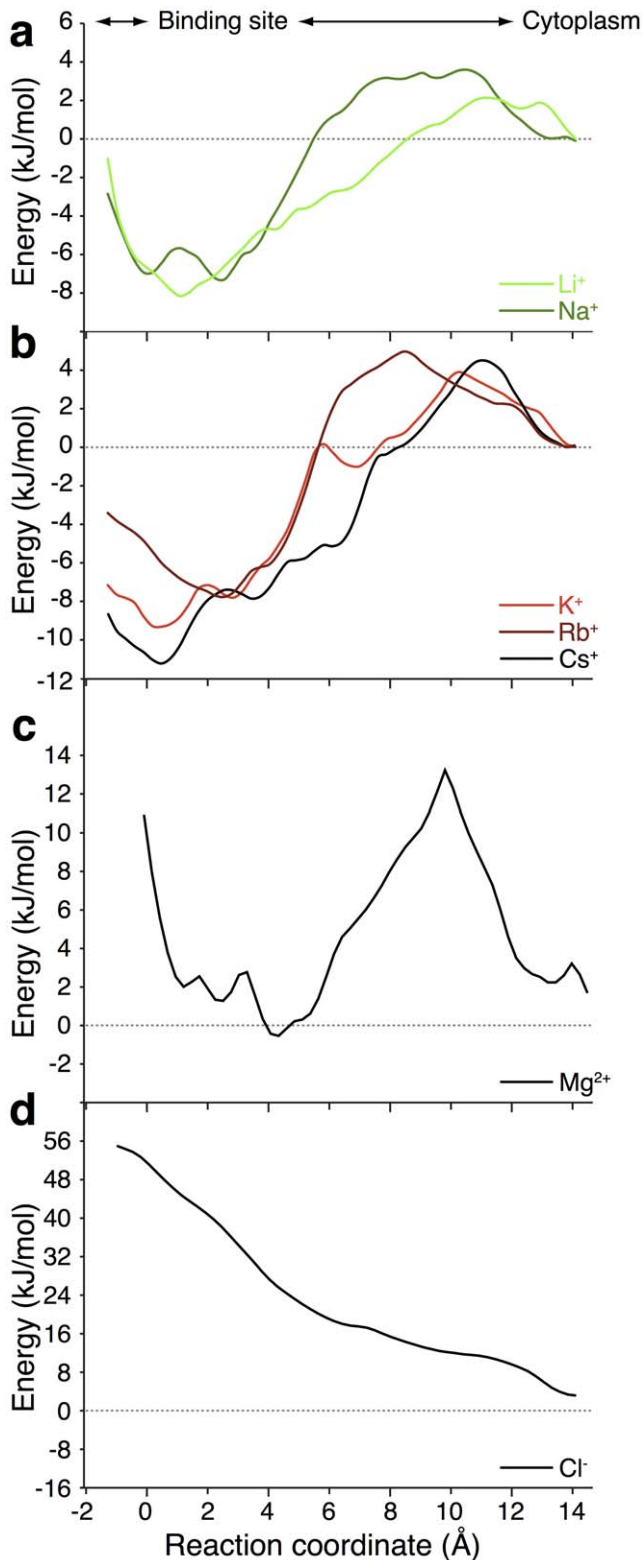 a
Binding site
Cytoplasm
Energy (kJ/mol)
6
4
2
0
-2
-4
-6
-8
Li⁺
Na⁺
b
Energy (kJ/mol)
4
2
0
-2
-4
-6
-8
-10
-12
K⁺
Rb⁺
Cs⁺
c
Energy (kJ/mol)
14
12
10
8
6
4
2
0
-2
Mg²⁺
d
Energy (kJ/mol)
56
48
40
32
24
16
8
0
-8
-16
Cl⁻
-2 0 2 4 6 8 10 12 14
Reaction coordinate (Å)